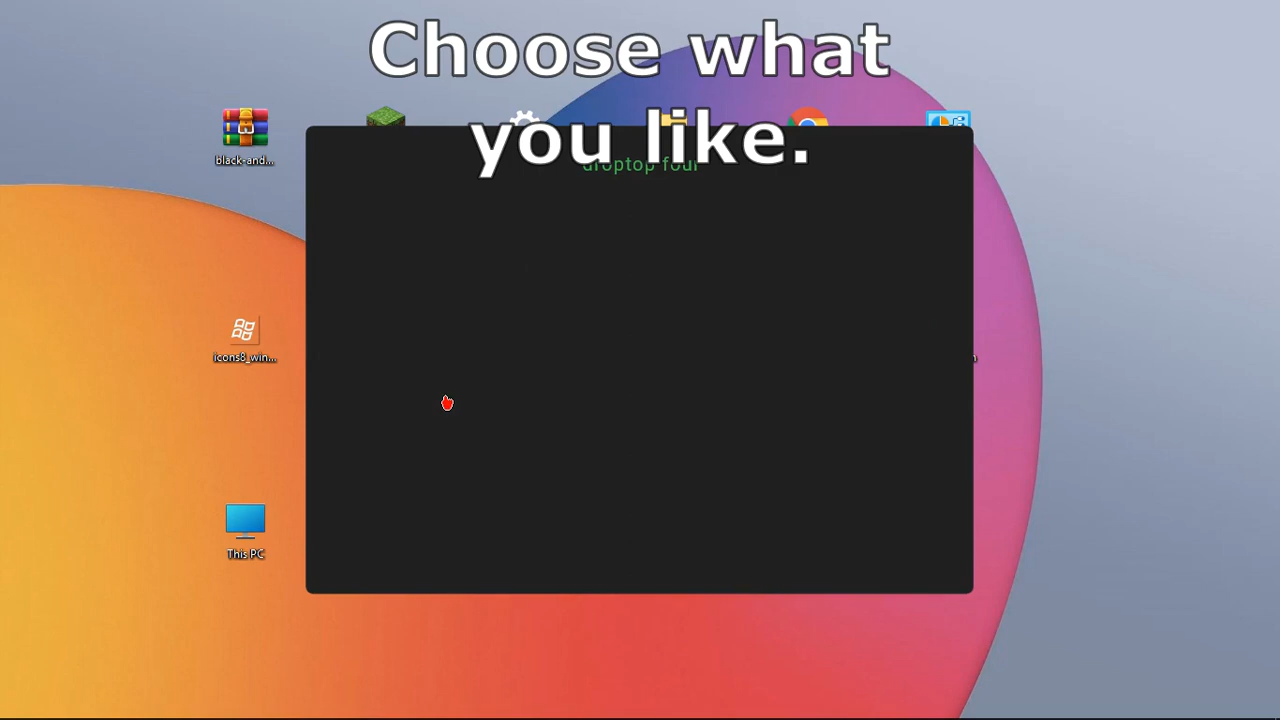 Choose what
you like.
droptop four
black-and...
icons8_win...
This PC